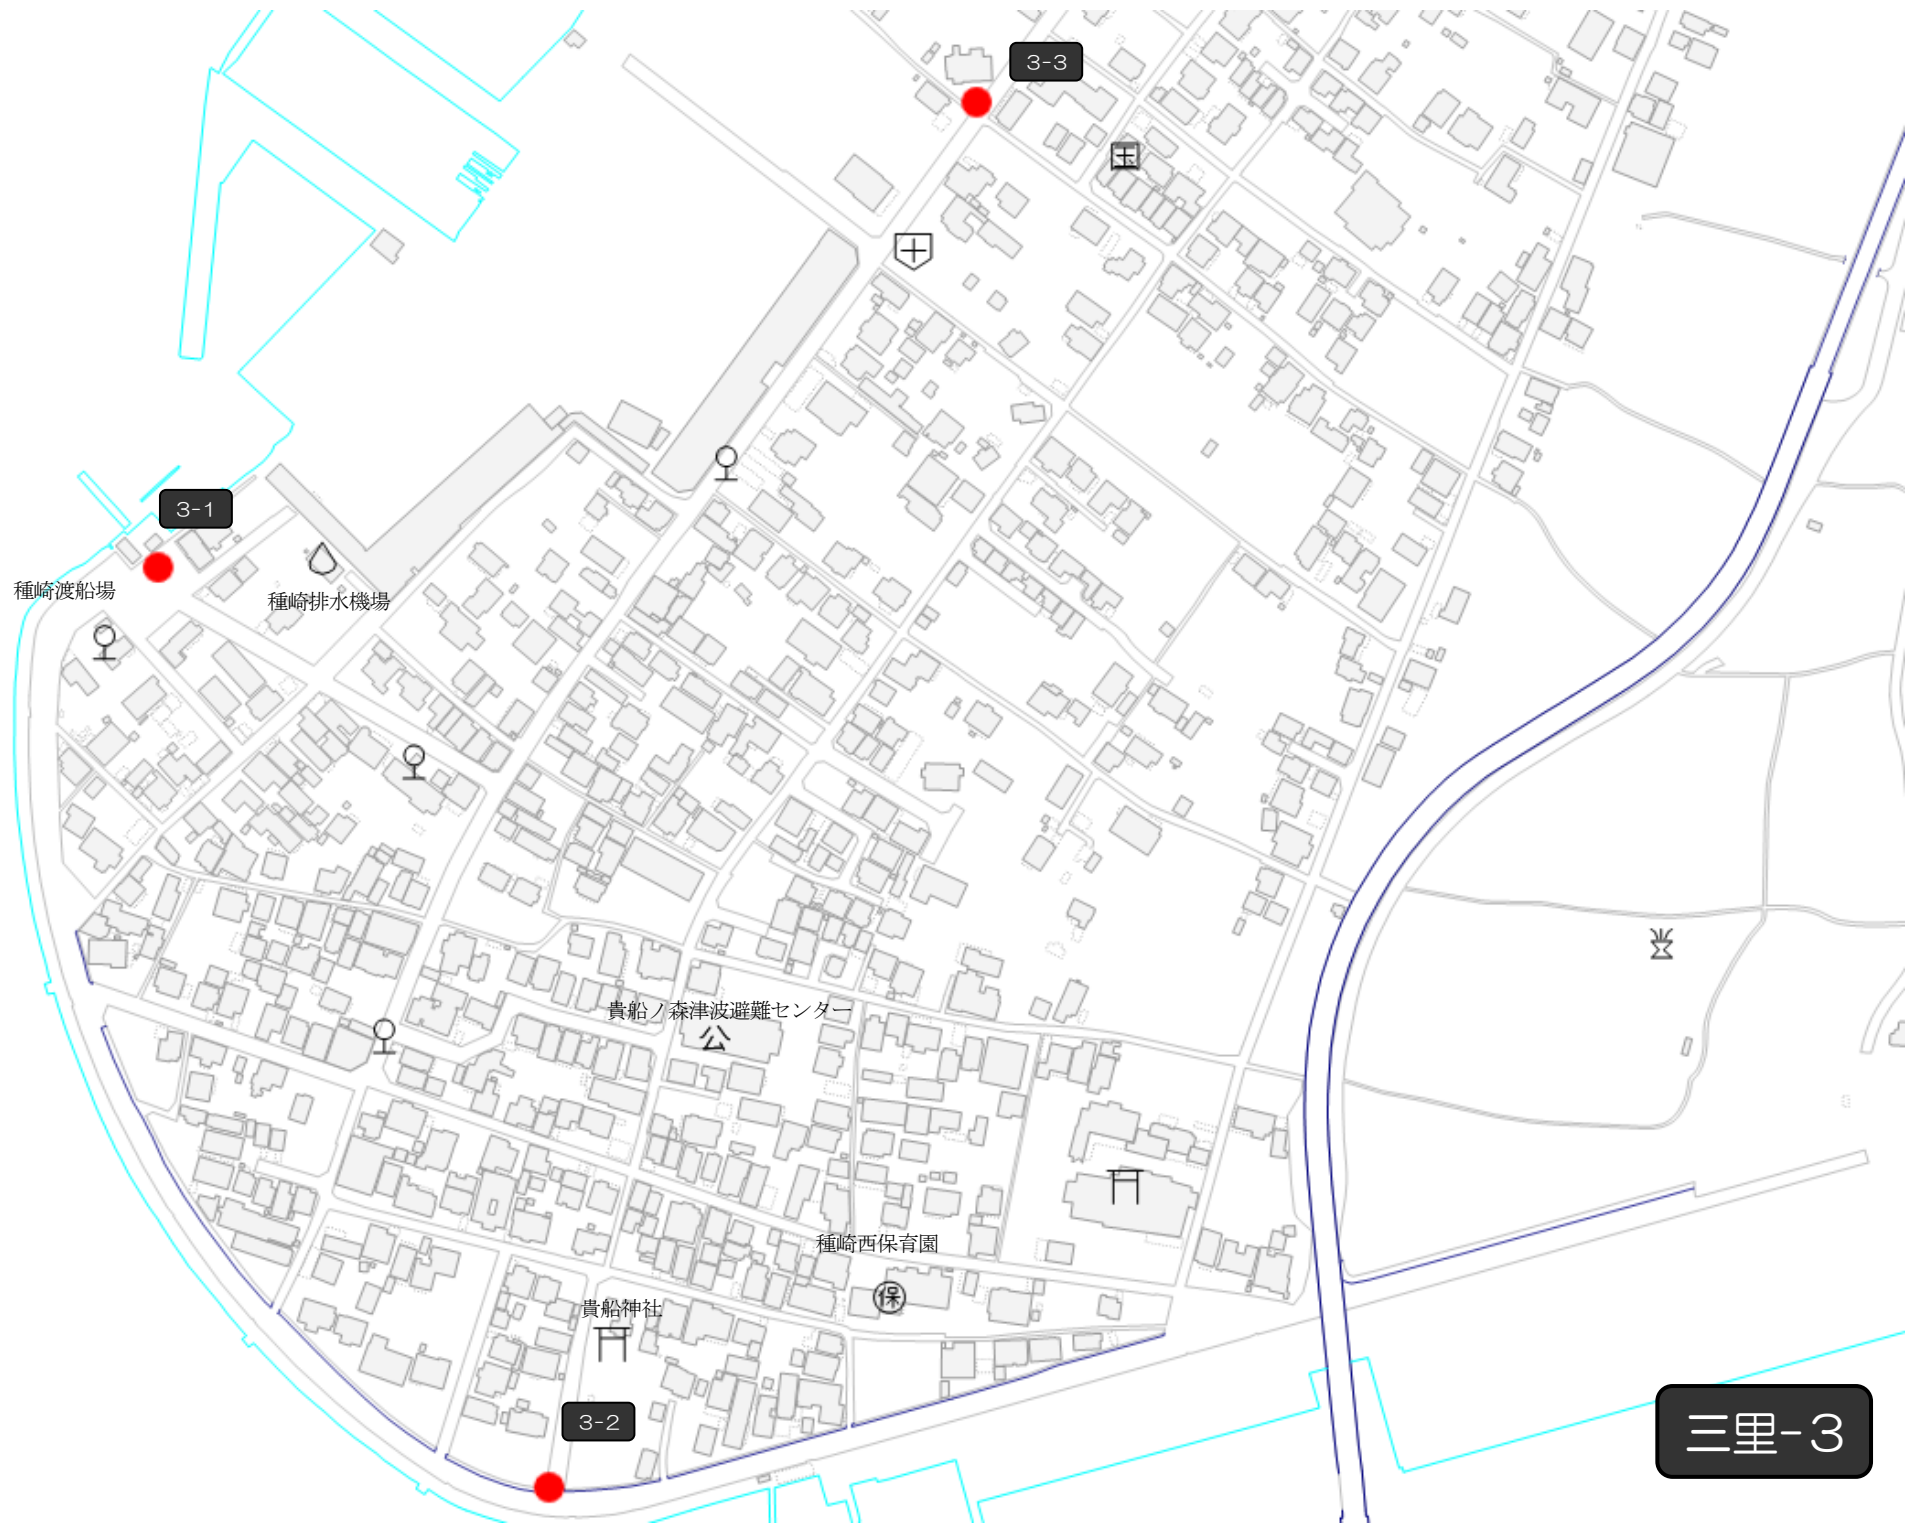 3-3
3-1
種崎渡船場
種崎排水機場
貴船ノ森津波避難センター
公
種崎西保育園
保
貴船神社
3-2
三里-3